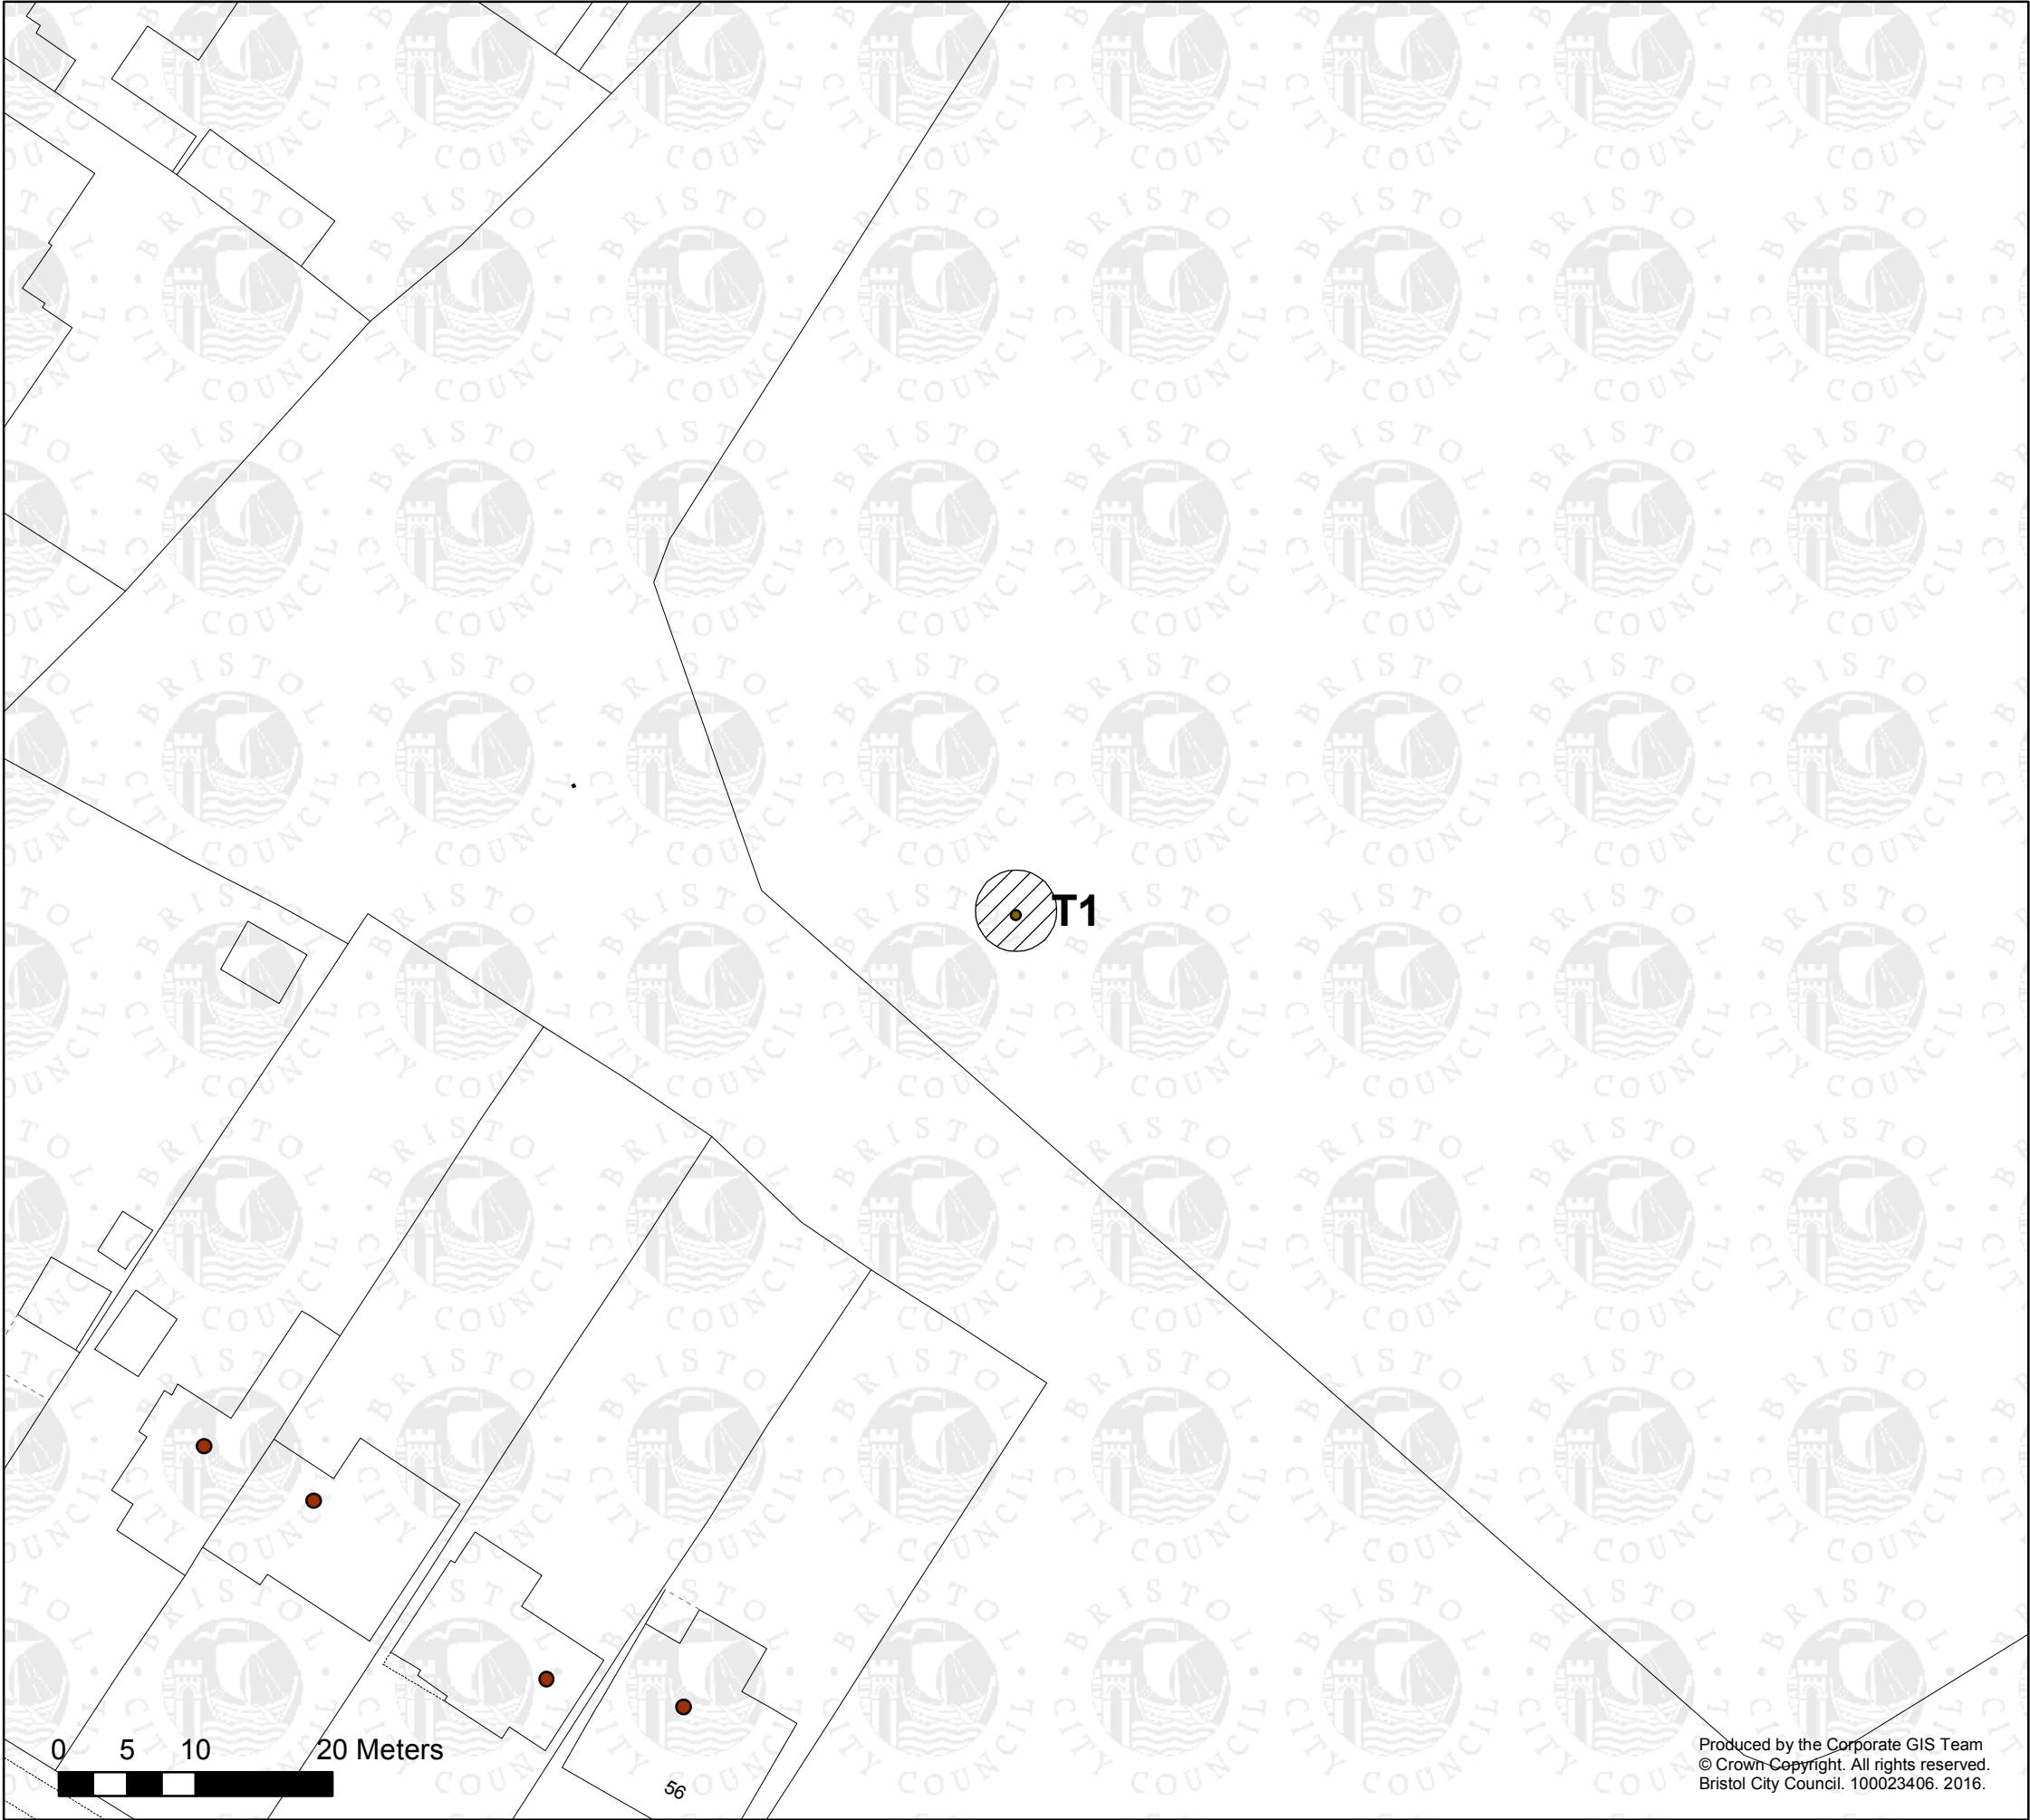 T1
0 5 10 20 Meters
56
Produced by the Corporate GIS Team
© Crown Copyright. All rights reserved.
Bristol City Council. 100023406. 2016.
BRISTOL CITY COUNCIL